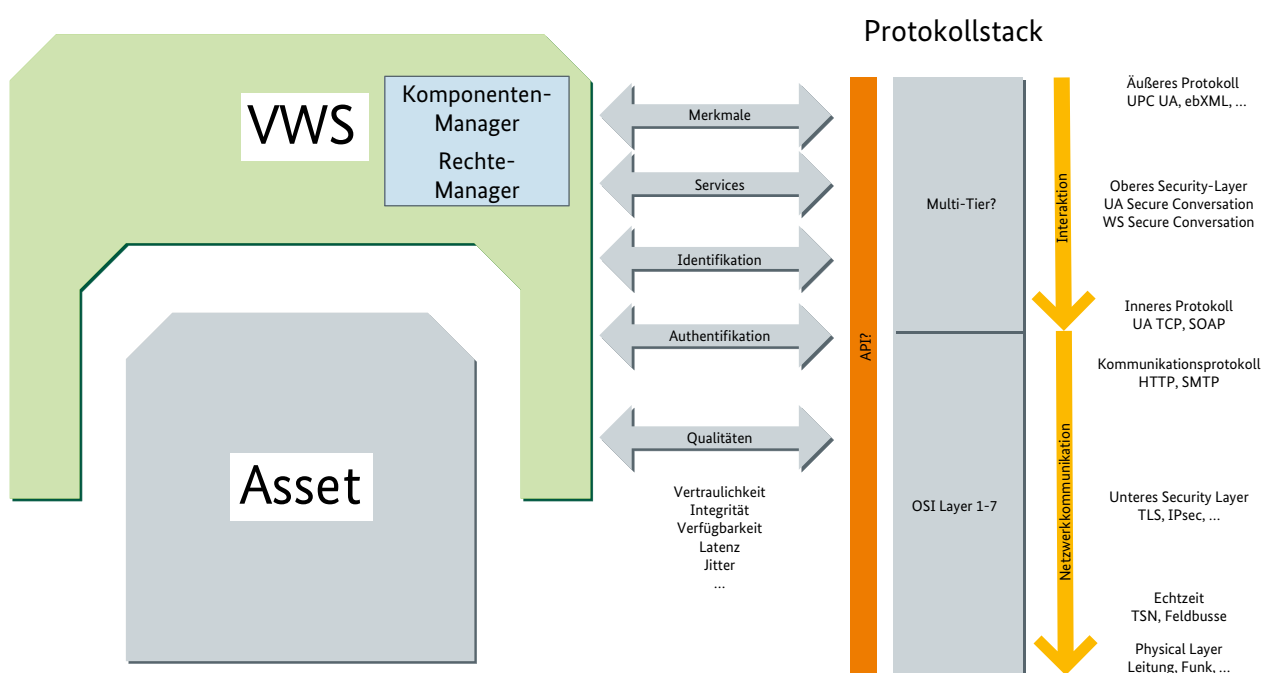 Protokollstack
VWS
Komponenten-
Manager
Rechte-
Manager
Asset
Merkmale
Services
Identifikation
Authentifikation
Qualitäten
Vertraulichkeit
Integrität
Verfügbarkeit
Latenz
Jitter
...
API?
Multi-Tier?
OSI Layer 1-7
Interaktion
Netzwerkkommunikation
Äußeres Protokoll
UPC UA, ebXML, ...
Oberes Security-Layer
UA Secure Conversation
WS Secure Conversation
Inneres Protokoll
UA TCP, SOAP
Kommunikationsprotokoll
HTTP, SMTP
Unteres Security Layer
TLS, IPsec, ...
Echtzeit
TSN, Feldbusse
Physical Layer
Leitung, Funk, ...